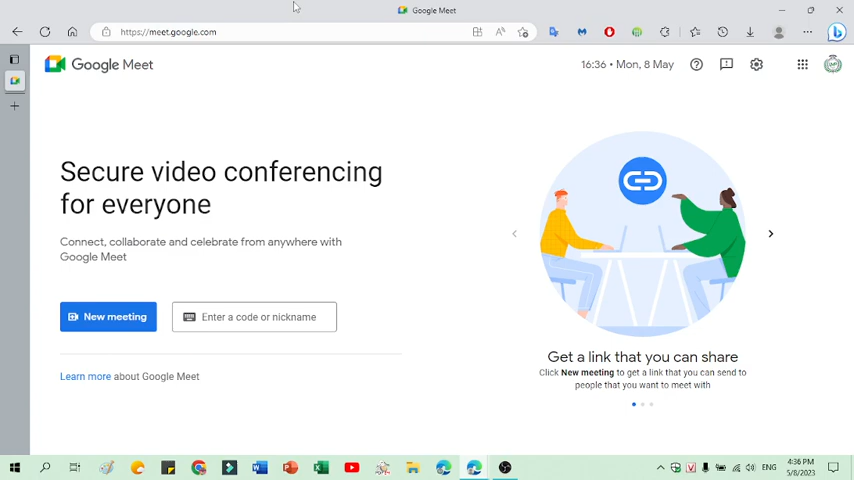 Google Meet
https://meet.google.com
Google Meet
16:36 • Mon, 8 May
Secure video conferencing
for everyone
Connect, collaborate and celebrate from anywhere with
Google Meet
New meeting
Enter a code or nickname
Learn more about Google Meet
Get a link that you can share
Click New meeting to get a link that you can send to
people that you want to meet with
ENG
4:36 PM
5/8/2023